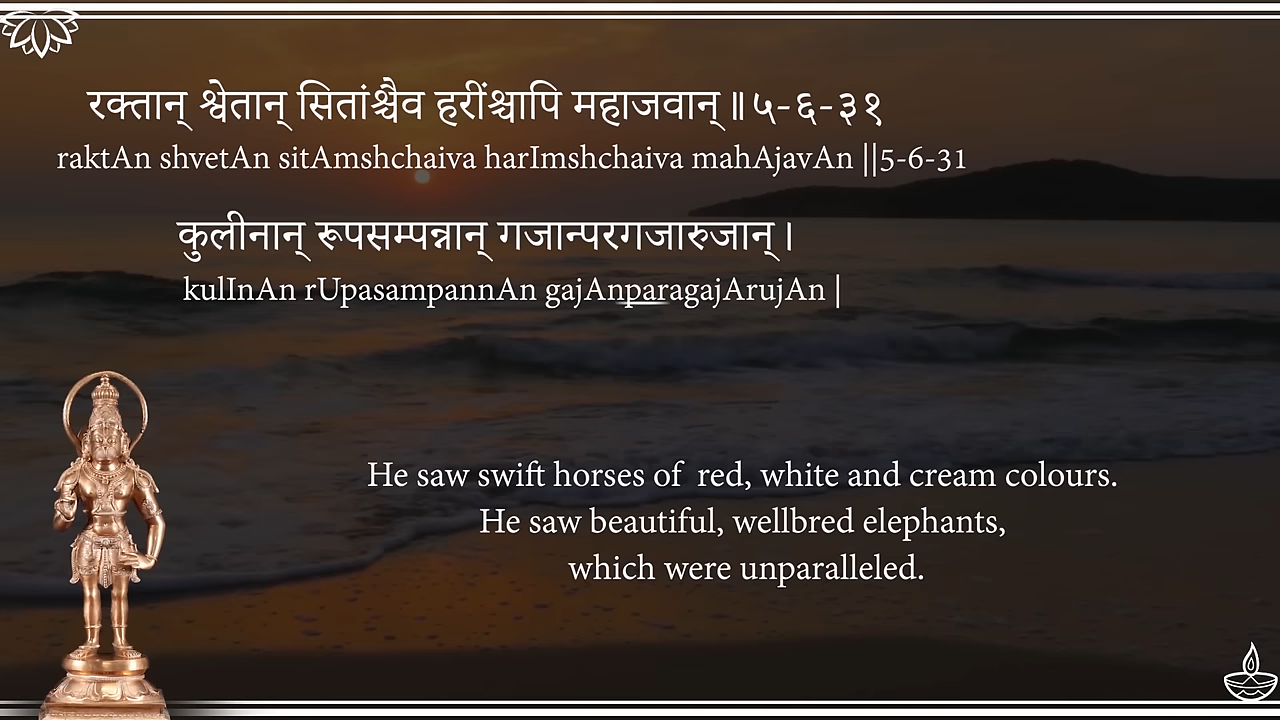 रक्तान् श्वेतान् सितांश्चैव हरींश्चापि महाजवान्॥५-६-३१
raktAn shvetAn sitAmshchaiva harImshchaiva mahAjavAn ||5-6-31
कुलीनान् रूपसम्पन्नान् गजान्परगजारुजान्।
kulInAn rUpasampannAn gajAnparagajArujAn |
He saw swift horses of  red, white and cream colours.
He saw beautiful, wellbred elephants,
which were unparalleled.